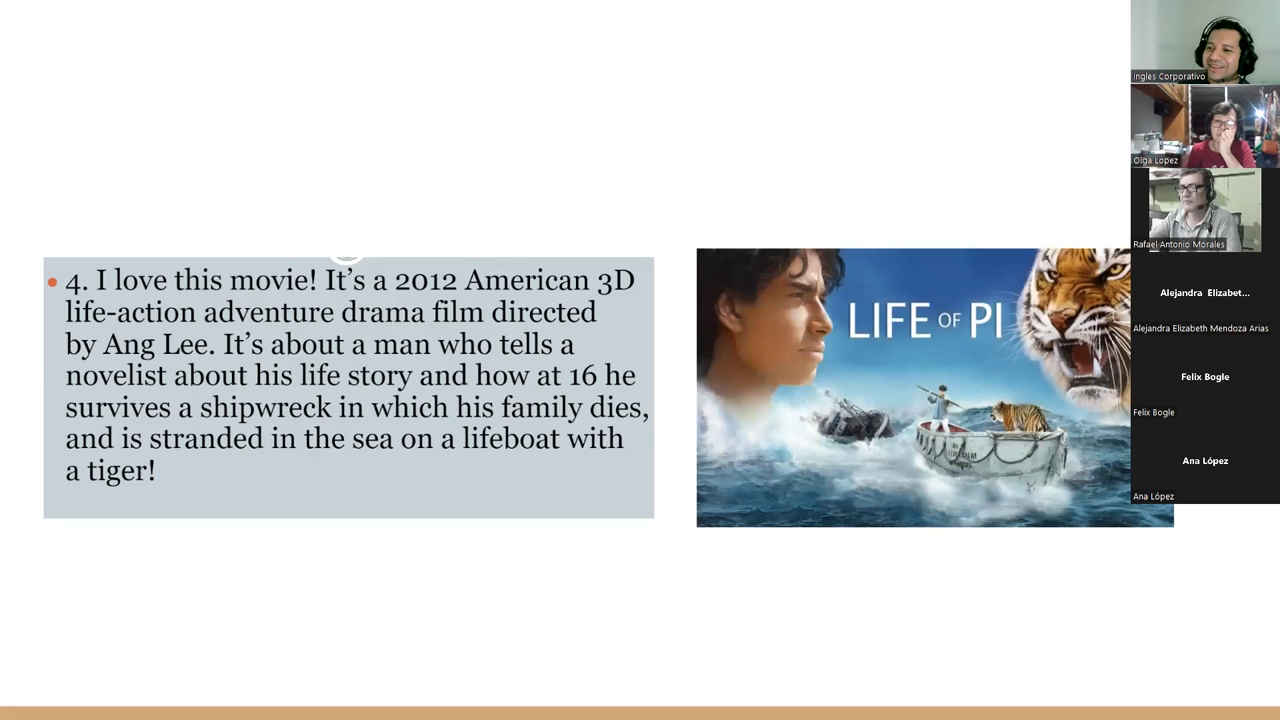 • 4. I love this movie! It’s a 2012 American 3D
life-action adventure drama film directed
by Ang Lee. It’s about a man who tells a
novelist about his life story and how at 16 he
survives a shipwreck in which his family dies,
and is stranded in the sea on a lifeboat with
a tiger!
LIFE OF PI
Ingles Corporativo
Olga Lopez
Rafael Antonio Morales
Alejandra Elizabet...
Alejandra Elizabeth Mendoza Arias
Felix Bogle
Felix Bogle
Ana López
Ana López